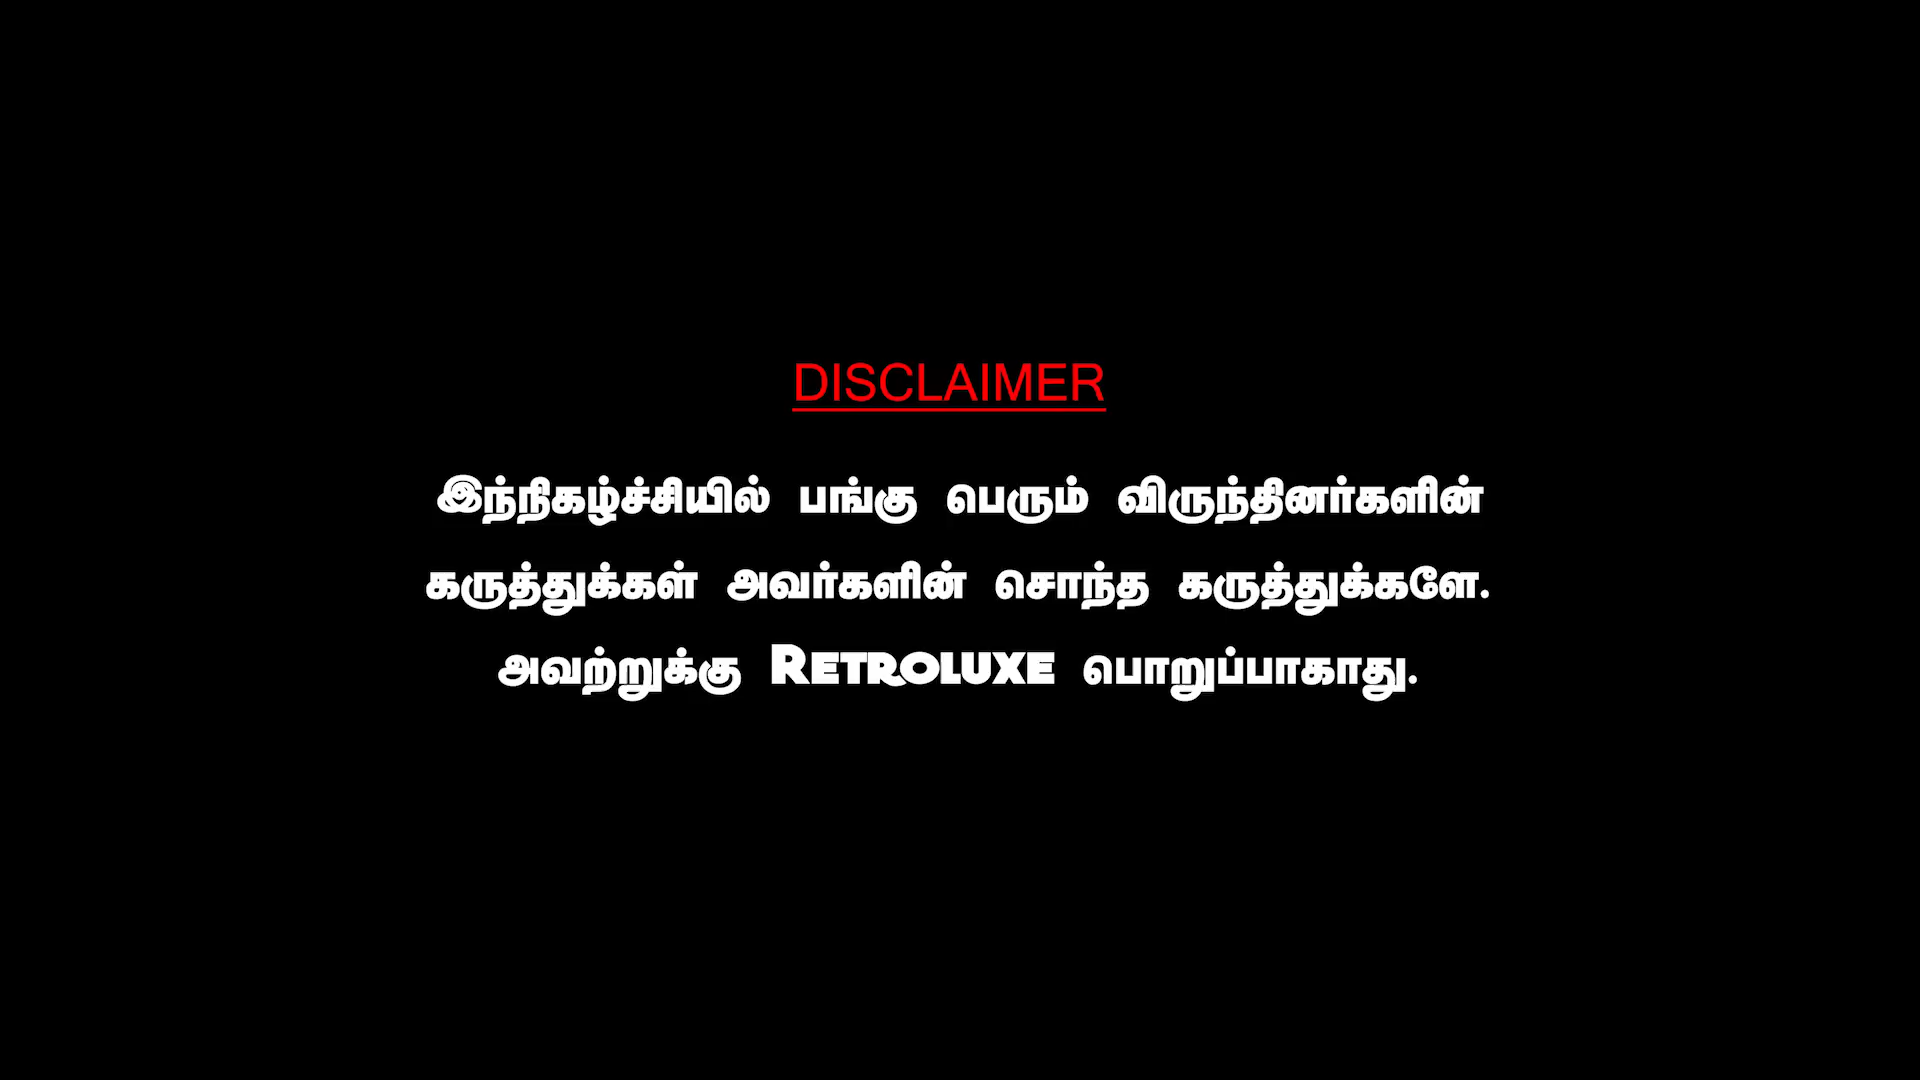 DISCLAIMER
இந்நிகழ்ச்சியில் பங்கு பெரும் விருந்தினர்களின்
கருத்துக்கள் அவர்களின் சொந்த கருத்துக்களே.
அவற்றுக்கு RETROLUXE பொறுப்பாகாது.